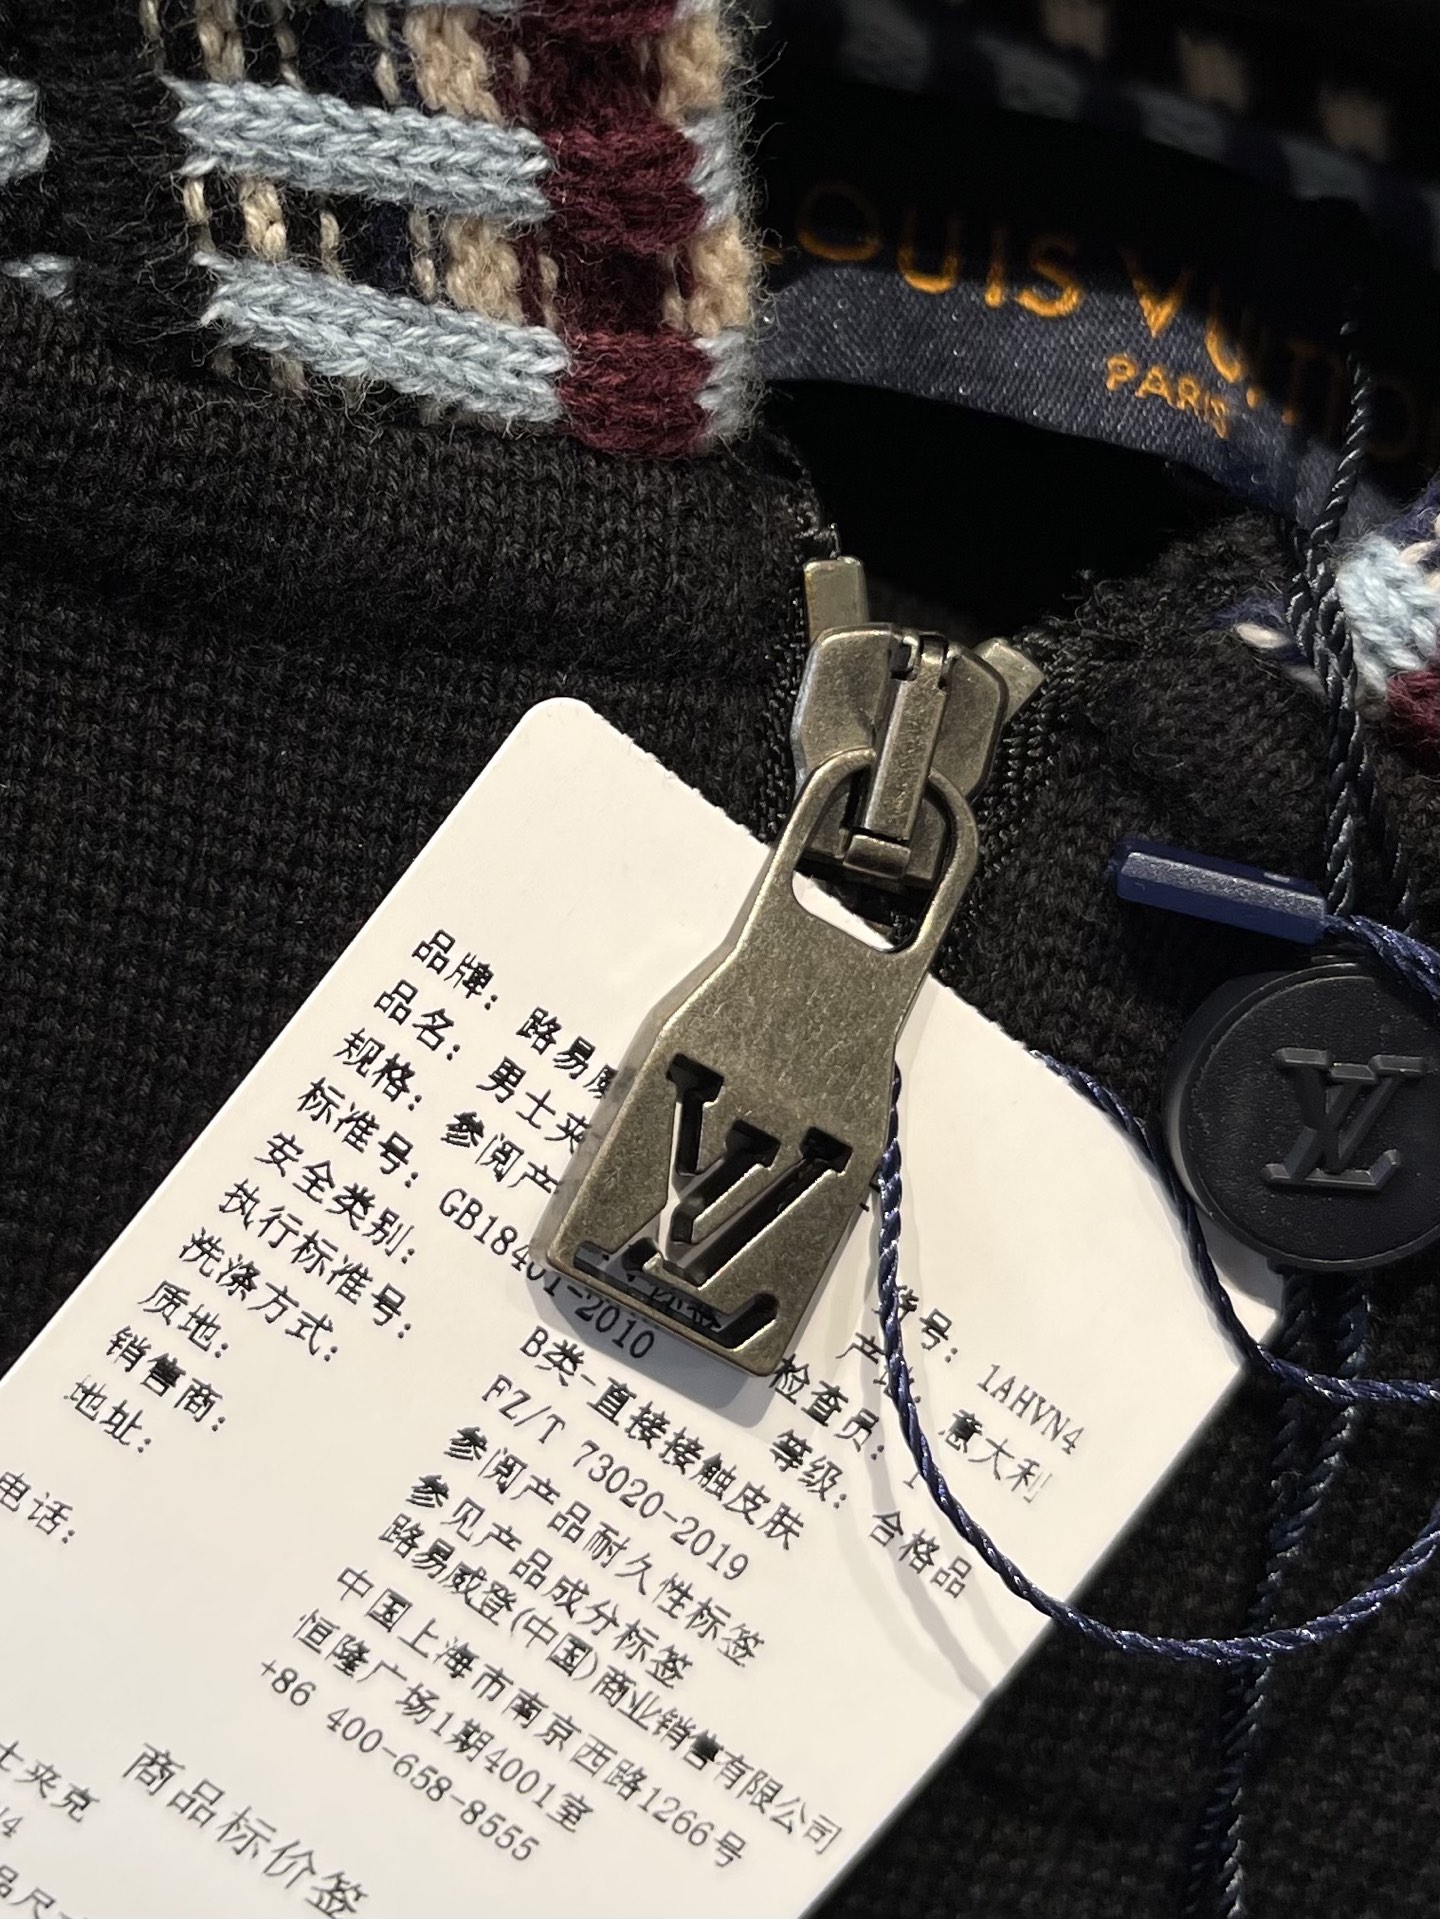 LOUIS VUITTON
PARIS
品牌: 路易威
品名: 男士夹
规格: 参阅产
标准号: GB18401-2010
安全类别: B类-直接接触皮肤
执行标准号: FZ/T 73020-2019
洗涤方式: 参阅产品耐久性标签
质地: 参见产品成分标签
销售商: 路易威登(中国)商业销售有限公司
地址: 中国上海市南京西路1266号
恒隆广场1期4001室
电话: +86 400-658-8555
货号: 1AHVN4
产地: 意大利
检查员: 1
等级: 合格品
商品标价签
士夹克